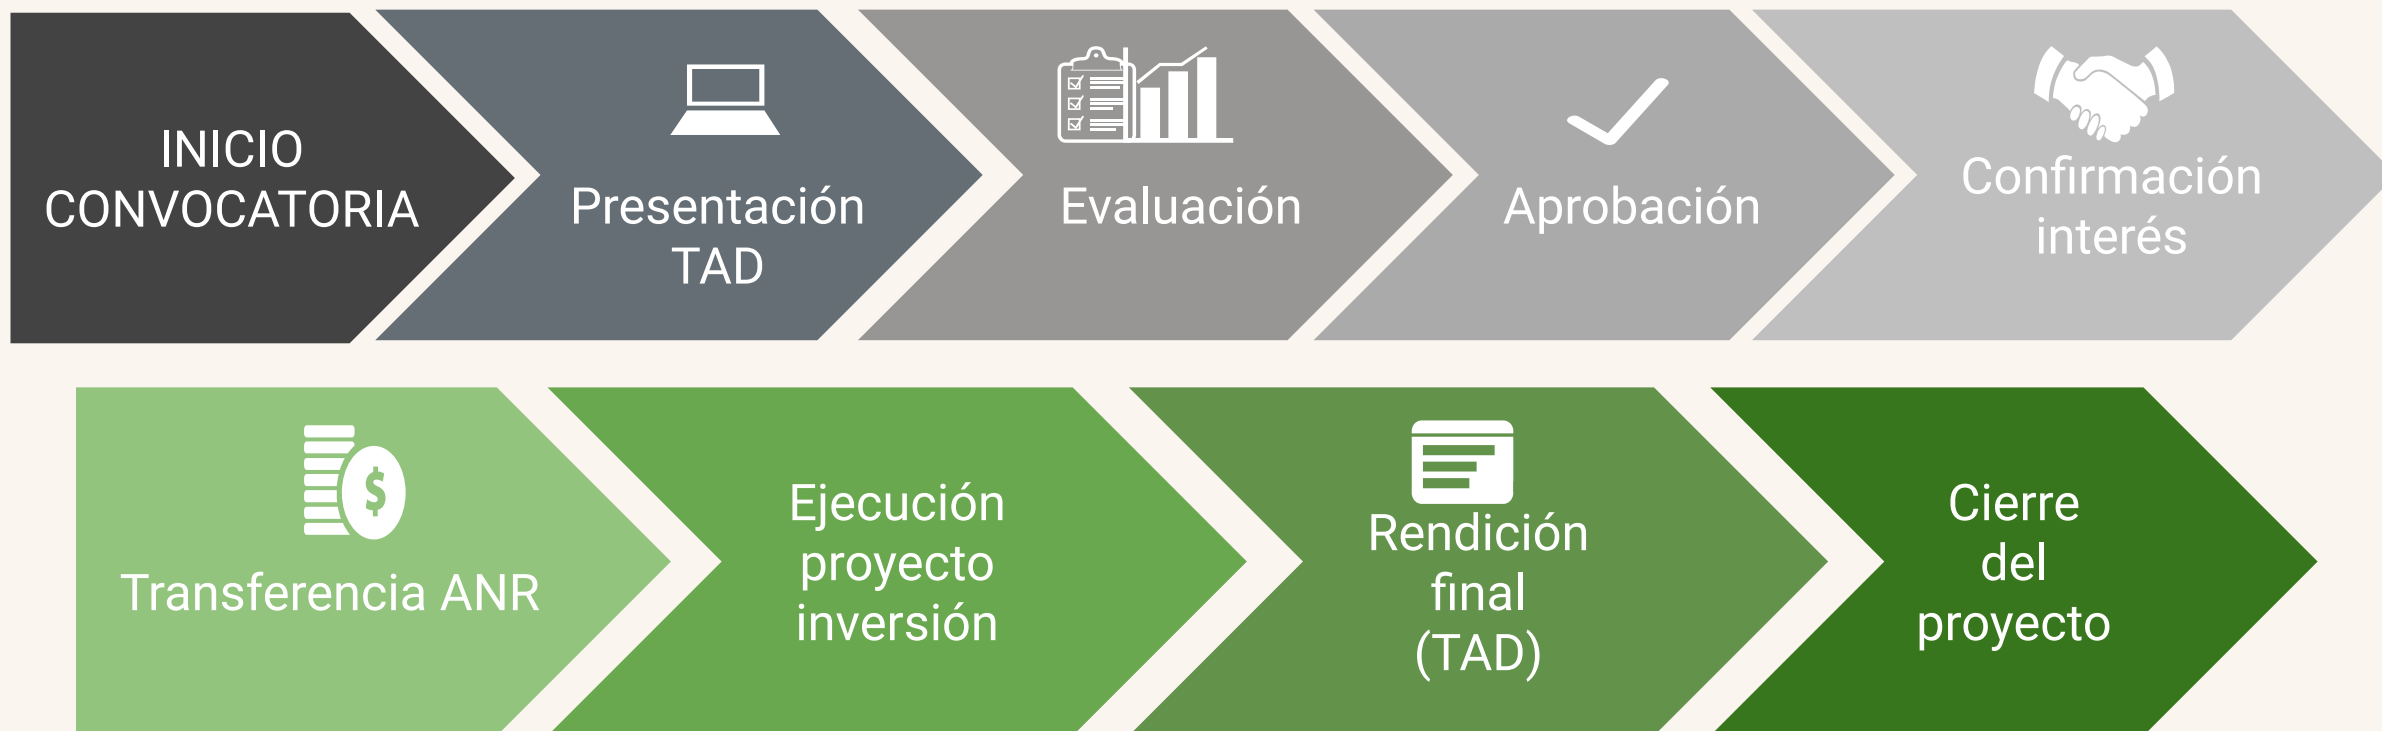 INICIO
CONVOCATORIA
Presentación
TAD
Evaluación
Aprobación
Confirmación
interés
$
Transferencia ANR
Ejecución
proyecto
inversión
Rendición
final
(TAD)
Cierre
del
proyecto